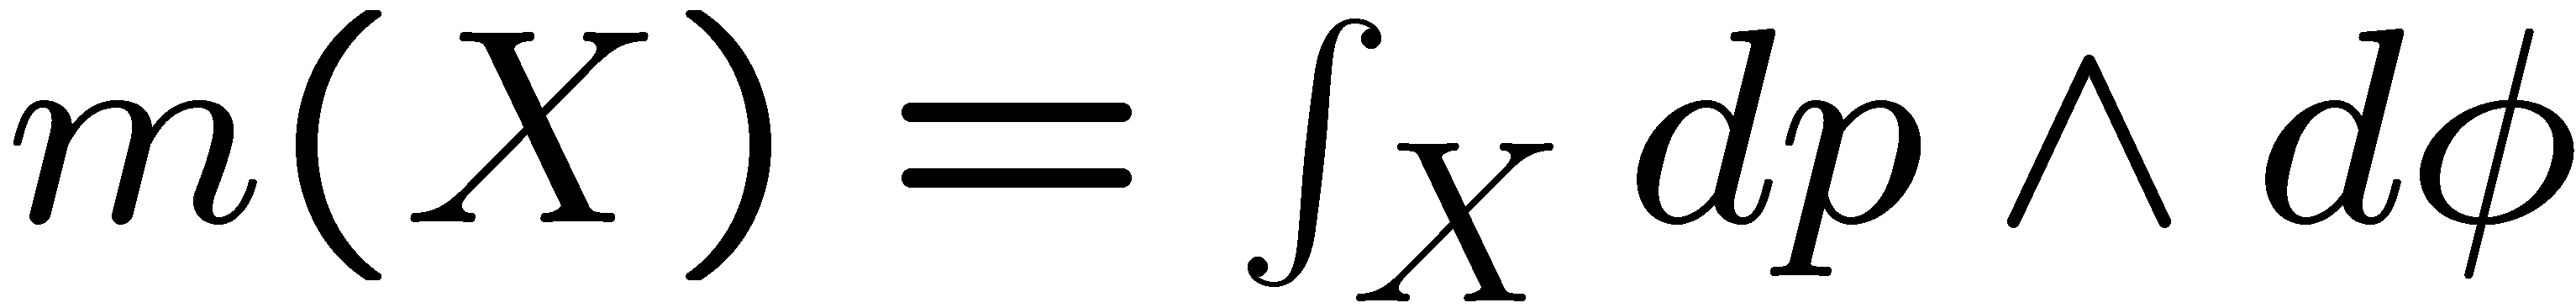 m(X) = ∫_X dp ∧ dϕ